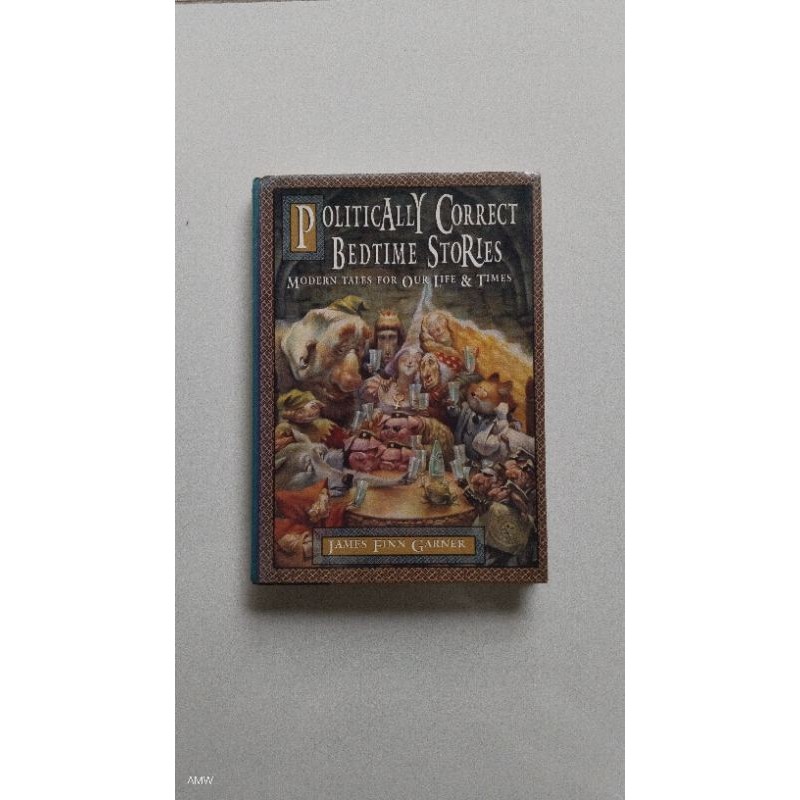 POLITICALLY CORRECT
BEDTIME STORIES
MODERN TALES FOR OUR LIFE & TIMES
JAMES FINN GARNER
AMW